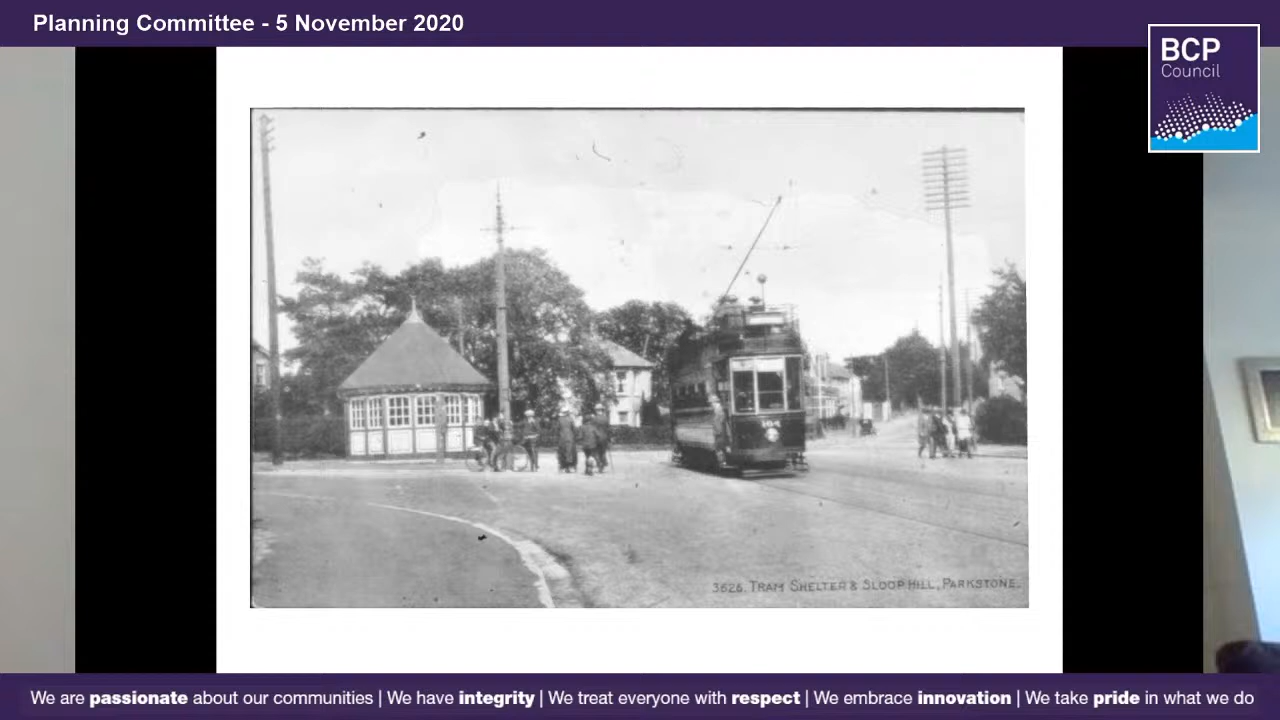 Planning Committee - 5 November 2020
BCP
Council
104
3626. TRAM SHELTER & SLOOP HILL, PARKSTONE.
We are passionate about our communities | We have integrity | We treat everyone with respect | We embrace innovation | We take pride in what we do